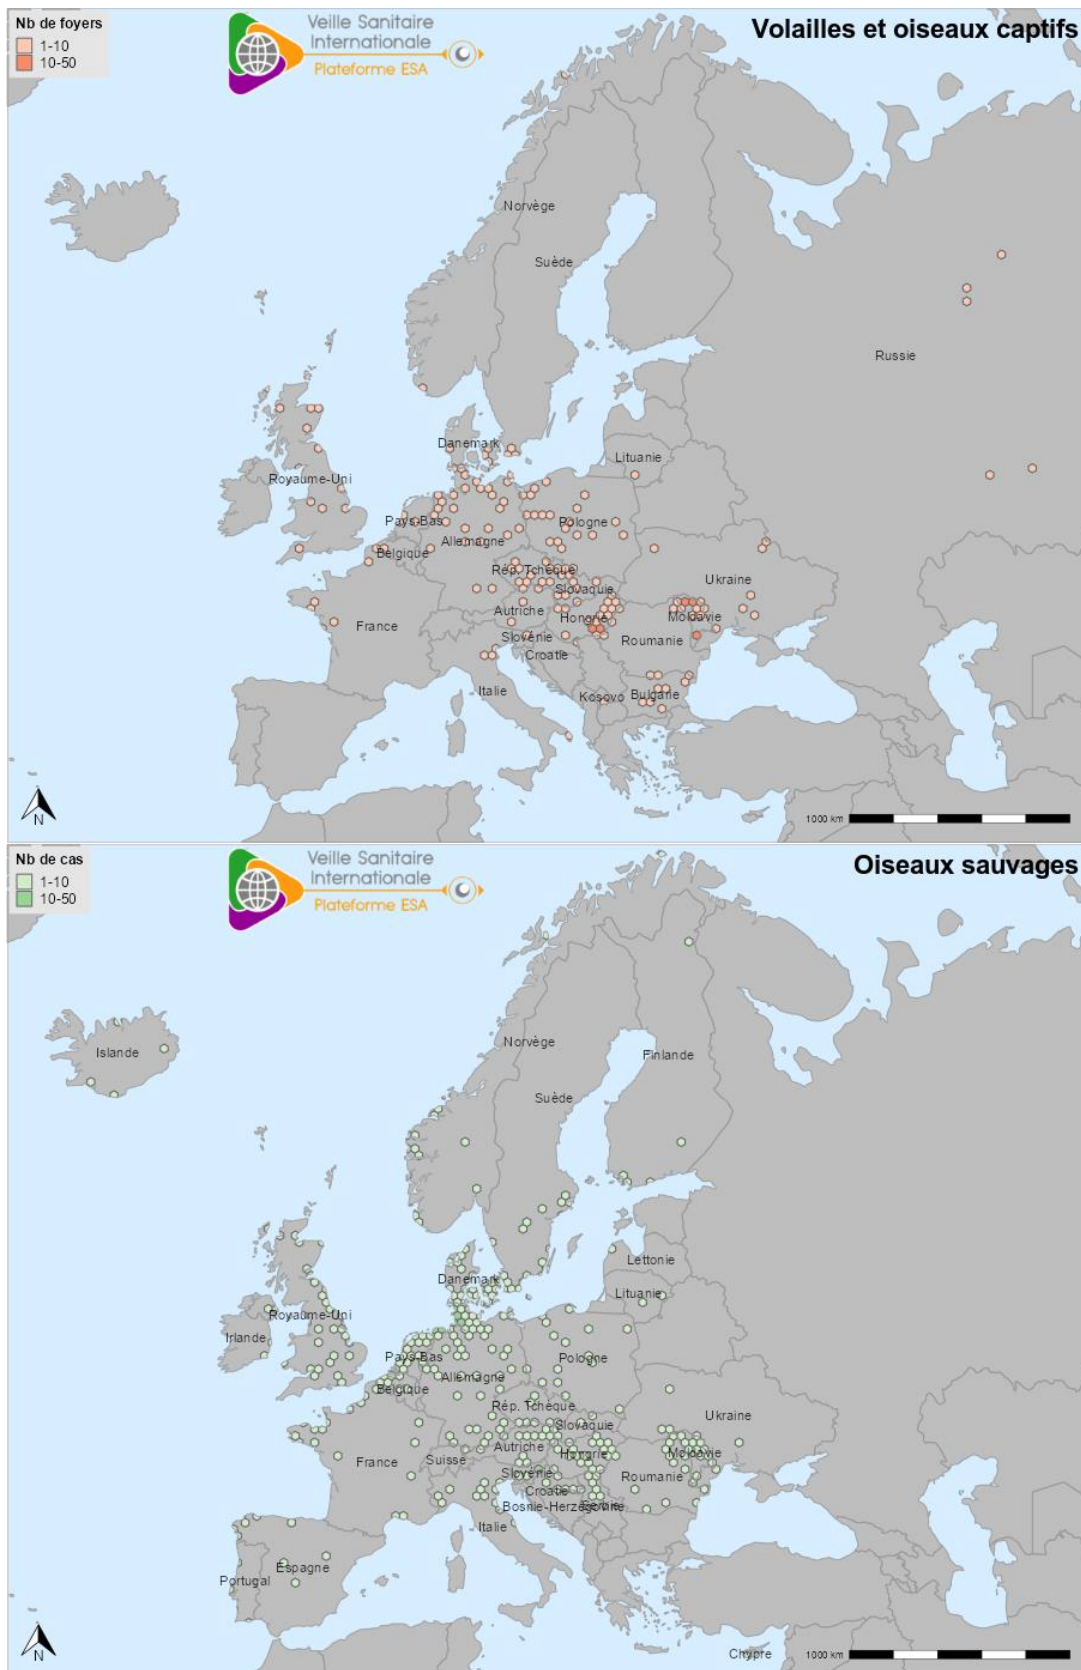 Nb de foyers
1-10
10-50
Veille Sanitaire
Internationale
Plateforme ESA
Volailles et oiseaux captifs
Norvège
Suède
Russie
Danemark
Lituanie
Royaume-Uni
Pays-Bas
Pologne
Allemagne
Belgique
Rép. Tchèque
Ukraine
Slovaquie
Autriche
Hongrie
Moldavie
France
Slovénie
Roumanie
Croatie
Italie
Kosovo
Bulgarie
N
1000 km
Nb de cas
1-10
10-50
Veille Sanitaire
Internationale
Plateforme ESA
Oiseaux sauvages
Islande
Norvège
Finlande
Suède
Lettonie
Danemark
Lituanie
Royaume-Uni
Irlande
Pays-Bas
Pologne
Allemagne
Belgique
Rép. Tchèque
Ukraine
Slovaquie
Autriche
Hongrie
Moldavie
Suisse
France
Slovénie
Roumanie
Croatie
Bosnie-Herzégovine
Serbie
Italie
Espagne
Portugal
Chypre
N
1000 km